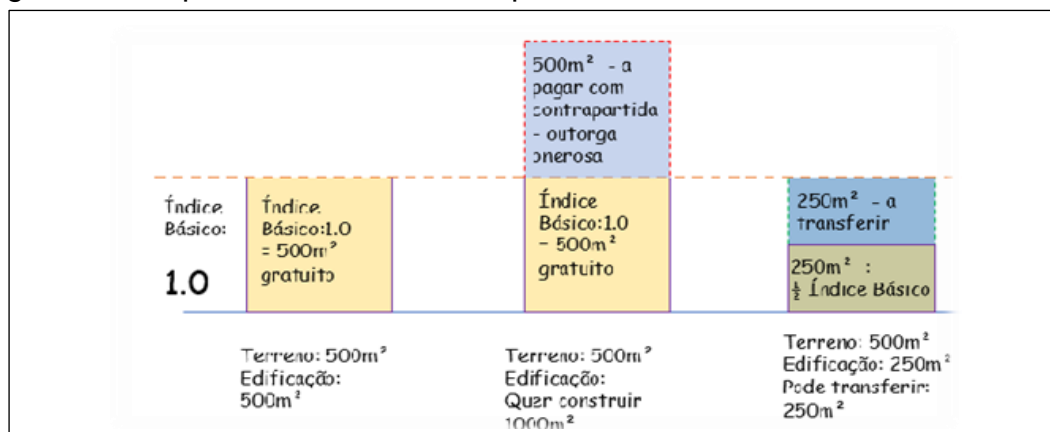 500m² - a
pagar com
contrapartida
- outorga
onerosa
Índice
Básico:
1.0
Índice
Básico:1.0
= 500m²
gratuito
Índice
Básico:1.0
= 500m²
gratuito
250m² - a
transferir
250m² :
½ Índice Básico
Terreno: 500m²
Edificação:
500m²
Terreno: 500m²
Edificação:
Quer construir
1000m²
Terreno: 500m²
Edificação: 250m²
Pode transferir:
250m²